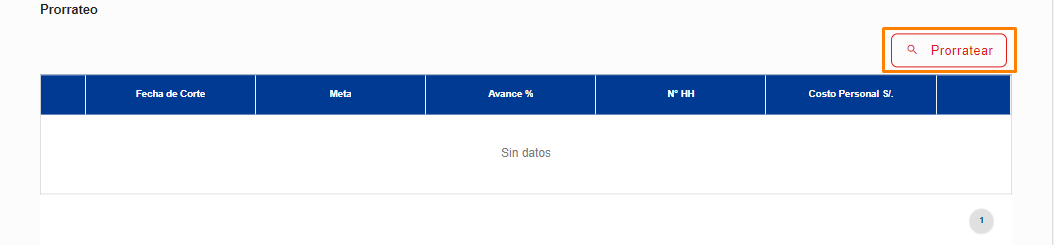 Prorrateo
Prorratear
Fecha de Corte Meta Avance % N° HH Costo Personal S/.
Sin datos
1